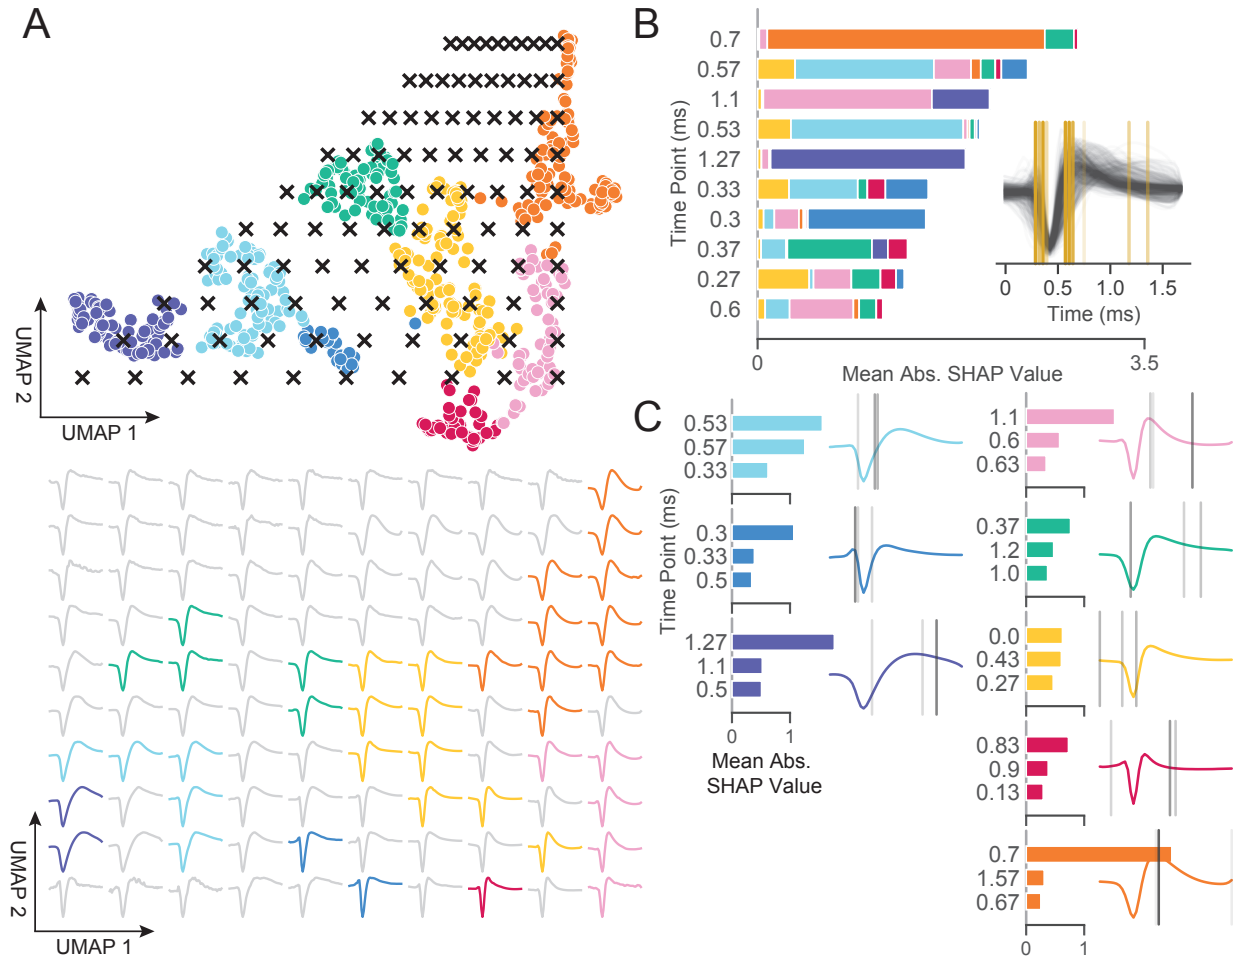 A
UMAP 2
UMAP 1
UMAP 2
UMAP 1
B
Time Point (ms)
0.7
0.57
1.1
0.53
1.27
0.33
0.3
0.37
0.27
0.6
0
3.5
Mean Abs. SHAP Value
0 0.5 1.0 1.5
Time (ms)
C
Time Point (ms)
0.53
0.57
0.33
0.3
0.33
0.5
1.27
1.1
0.5
0 1
Mean Abs.
SHAP Value
1.1
0.6
0.63
0.37
1.2
1.0
0.0
0.43
0.27
0.83
0.9
0.13
0.7
1.57
0.67
0 1